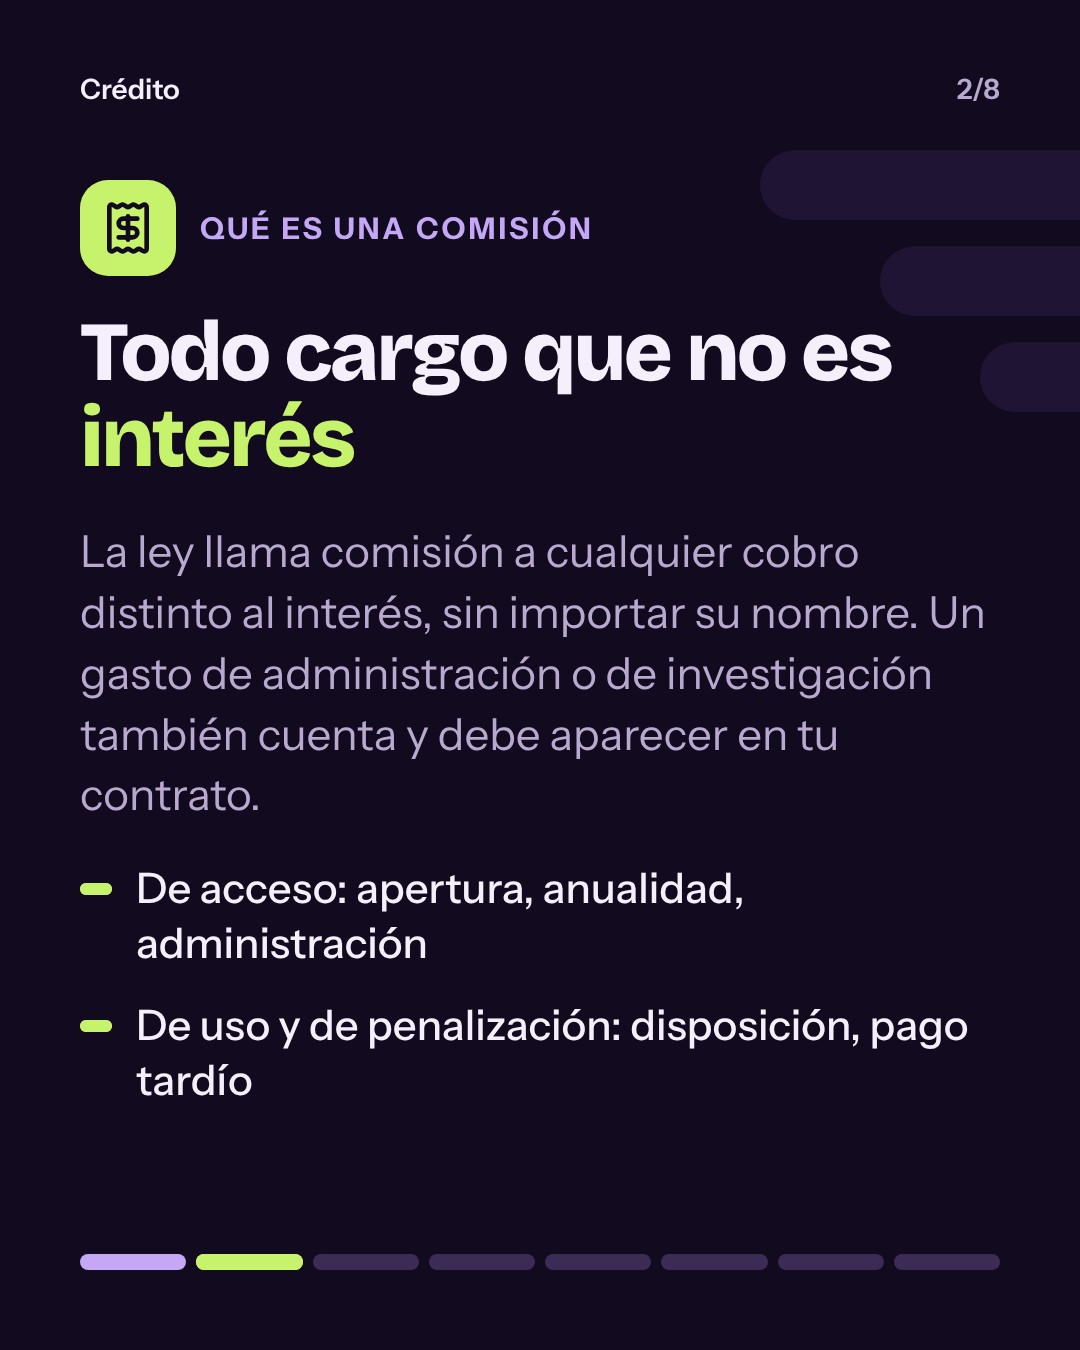 Crédito
2/8
QUÉ ES UNA COMISIÓN
Todo cargo que no es
interés
La ley llama comisión a cualquier cobro
distinto al interés, sin importar su nombre. Un
gasto de administración o de investigación
también cuenta y debe aparecer en tu
contrato.
De acceso: apertura, anualidad,
administración
De uso y de penalización: disposición, pago
tardío